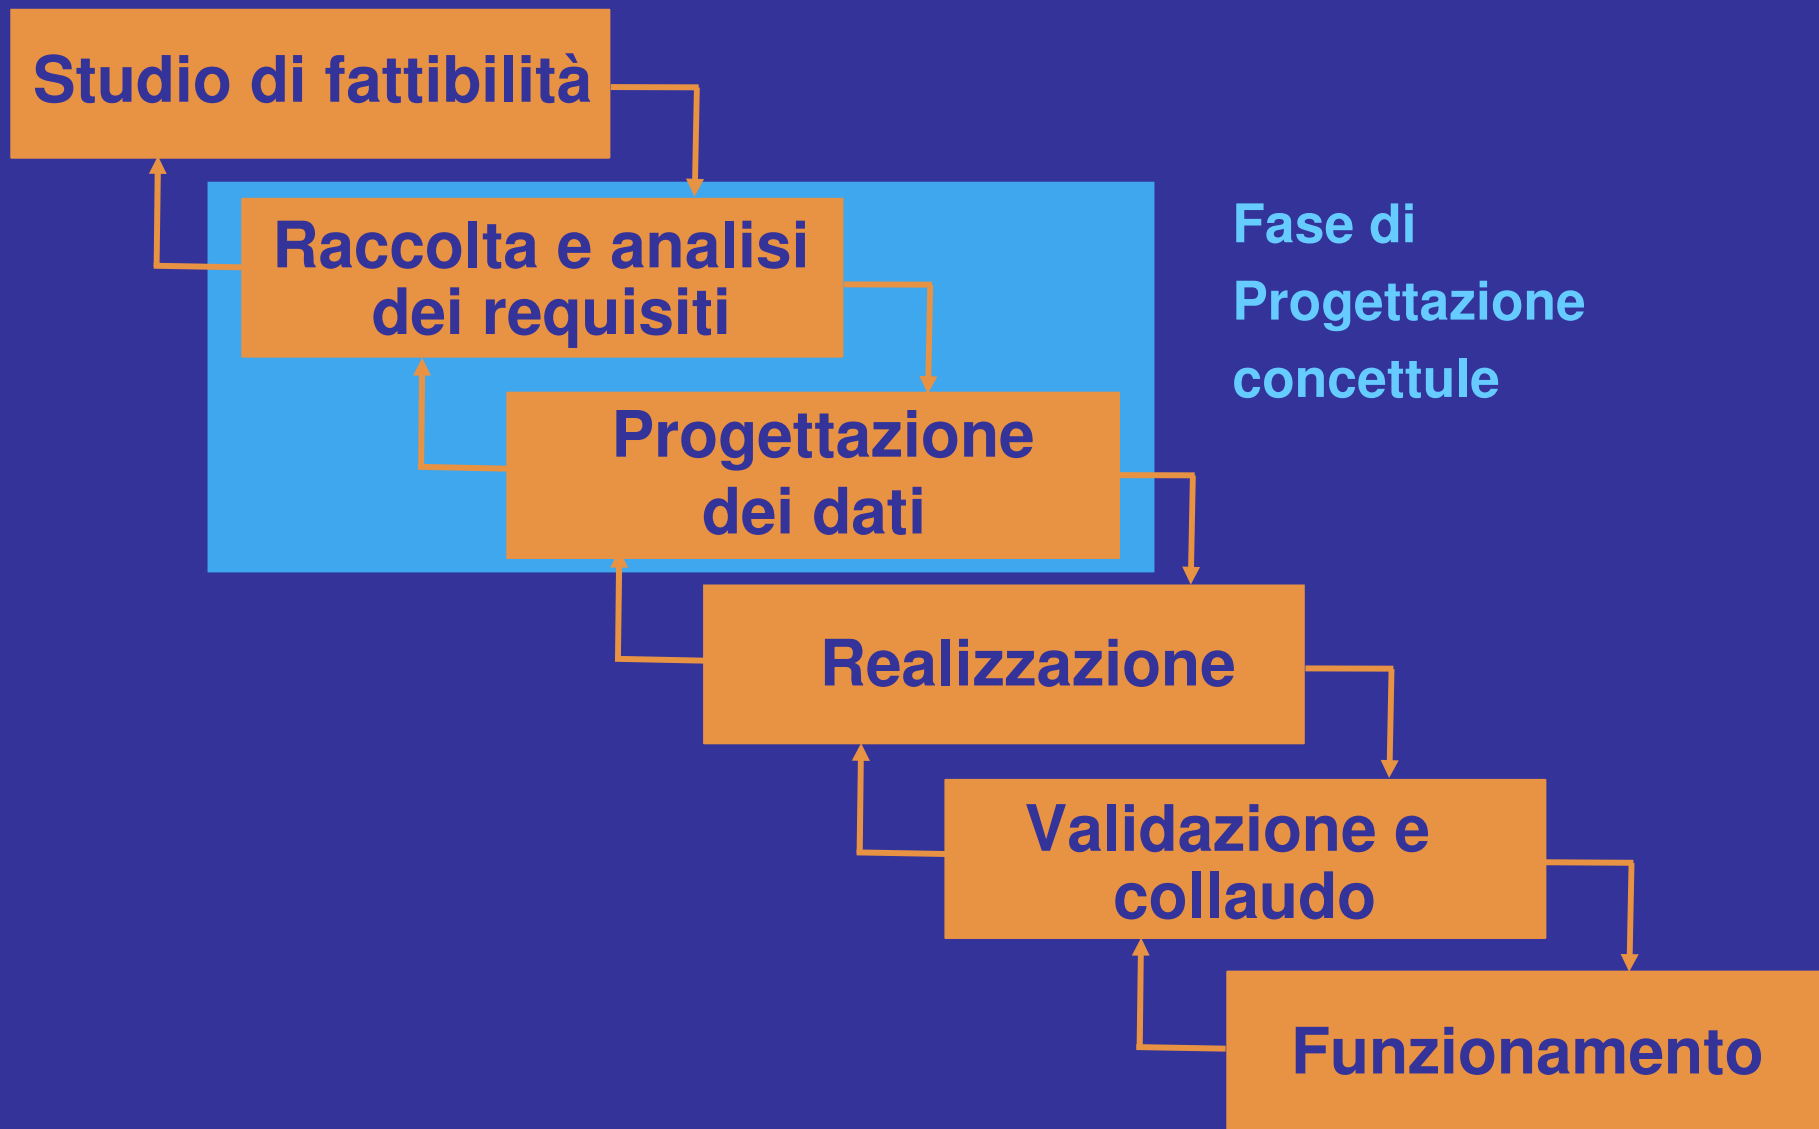 Studio di fattibilità
Raccolta e analisi
dei requisiti
Fase di
Progettazione
concettule
Progettazione
dei dati
Realizzazione
Validazione e
collaudo
Funzionamento